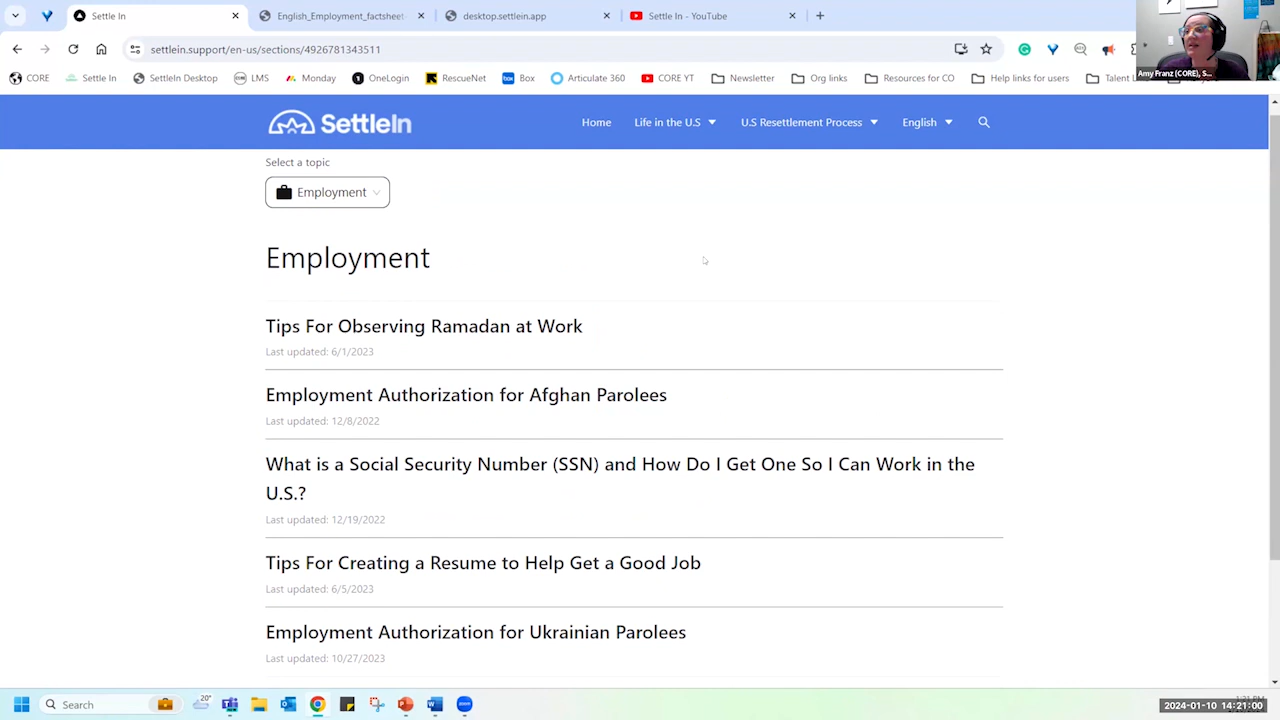 Settle In
English_Employment_factsheet
desktop.settlein.app
Settle In - YouTube
settlein.support/en-us/sections/4926781343511
CORE
Settle In
SettleIn Desktop
LMS
Monday
OneLogin
RescueNet
Box
Articulate 360
CORE YT
Newsletter
Org links
Resources for CO
Help links for users
Talent
Amy Franz (CORE), S...
SettleIn
Home
Life in the U.S
U.S Resettlement Process
English
Select a topic
Employment
Employment
Tips For Observing Ramadan at Work
Last updated: 6/1/2023
Employment Authorization for Afghan Parolees
Last updated: 12/8/2022
What is a Social Security Number (SSN) and How Do I Get One So I Can Work in the
U.S.?
Last updated: 12/19/2022
Tips For Creating a Resume to Help Get a Good Job
Last updated: 6/5/2023
Employment Authorization for Ukrainian Parolees
Last updated: 10/27/2023
Search
20°
2024-01-10 14:21:00